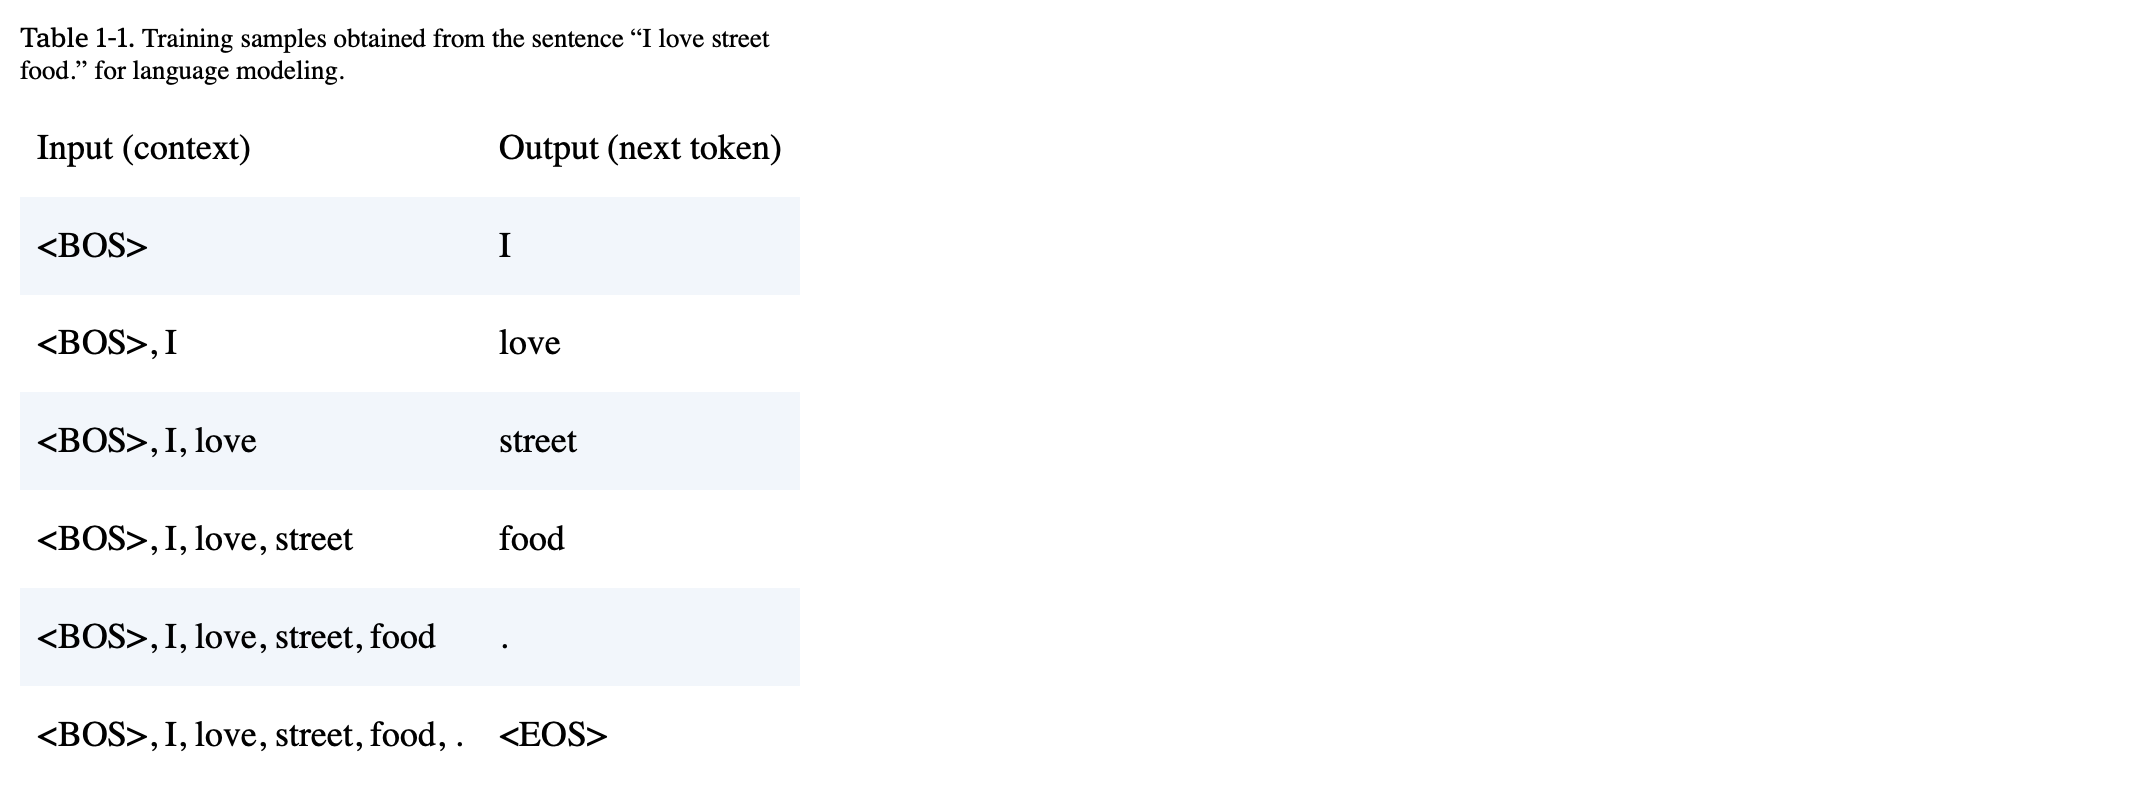 Table 1-1. Training samples obtained from the sentence “I love street
food.” for language modeling.
Input (context) Output (next token)
<BOS> I
<BOS>, I love
<BOS>, I, love street
<BOS>, I, love, street food
<BOS>, I, love, street, food .
<BOS>, I, love, street, food, . <EOS>